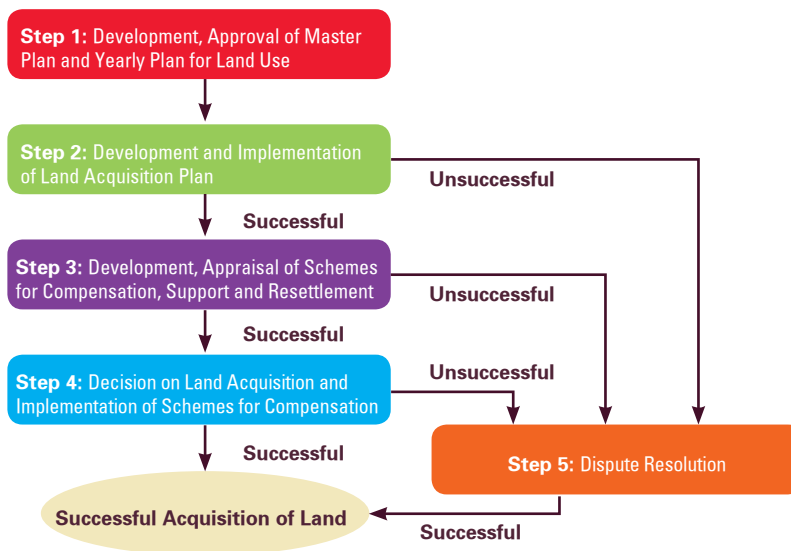 Step 1: Development, Approval of Master
Plan and Yearly Plan for Land Use
Step 2: Development and Implementation
of Land Acquisition Plan
Unsuccessful
Successful
Step 3: Development, Appraisal of Schemes
for Compensation, Support and Resettlement
Unsuccessful
Successful
Step 4: Decision on Land Acquisition and
Implementation of Schemes for Compensation
Unsuccessful
Successful
Step 5: Dispute Resolution
Successful Acquisition of Land
Successful